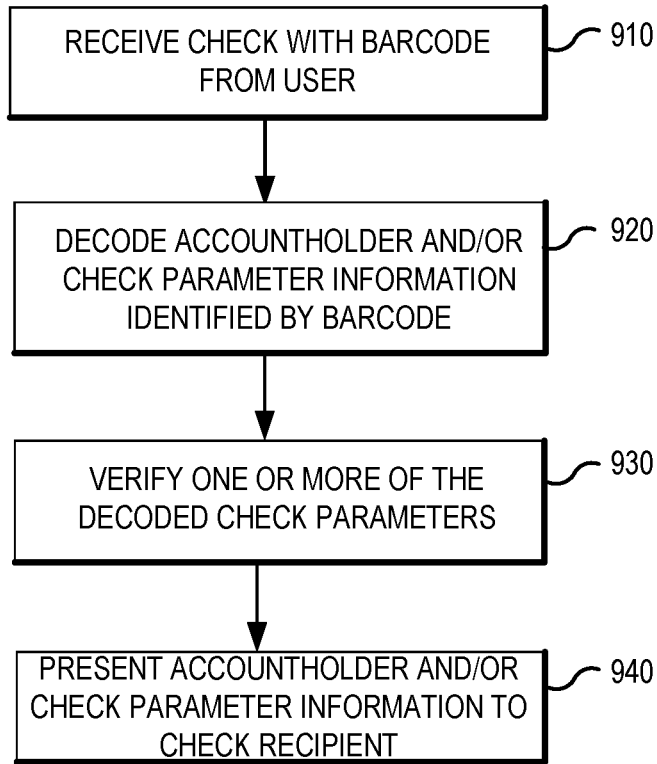 RECEIVE CHECK WITH BARCODE
FROM USER
910
DECODE ACCOUNTHOLDER AND/OR
CHECK PARAMETER INFORMATION
IDENTIFIED BY BARCODE
920
VERIFY ONE OR MORE OF THE
DECODED CHECK PARAMETERS
930
PRESENT ACCOUNTHOLDER AND/OR
CHECK PARAMETER INFORMATION TO
CHECK RECIPIENT
940